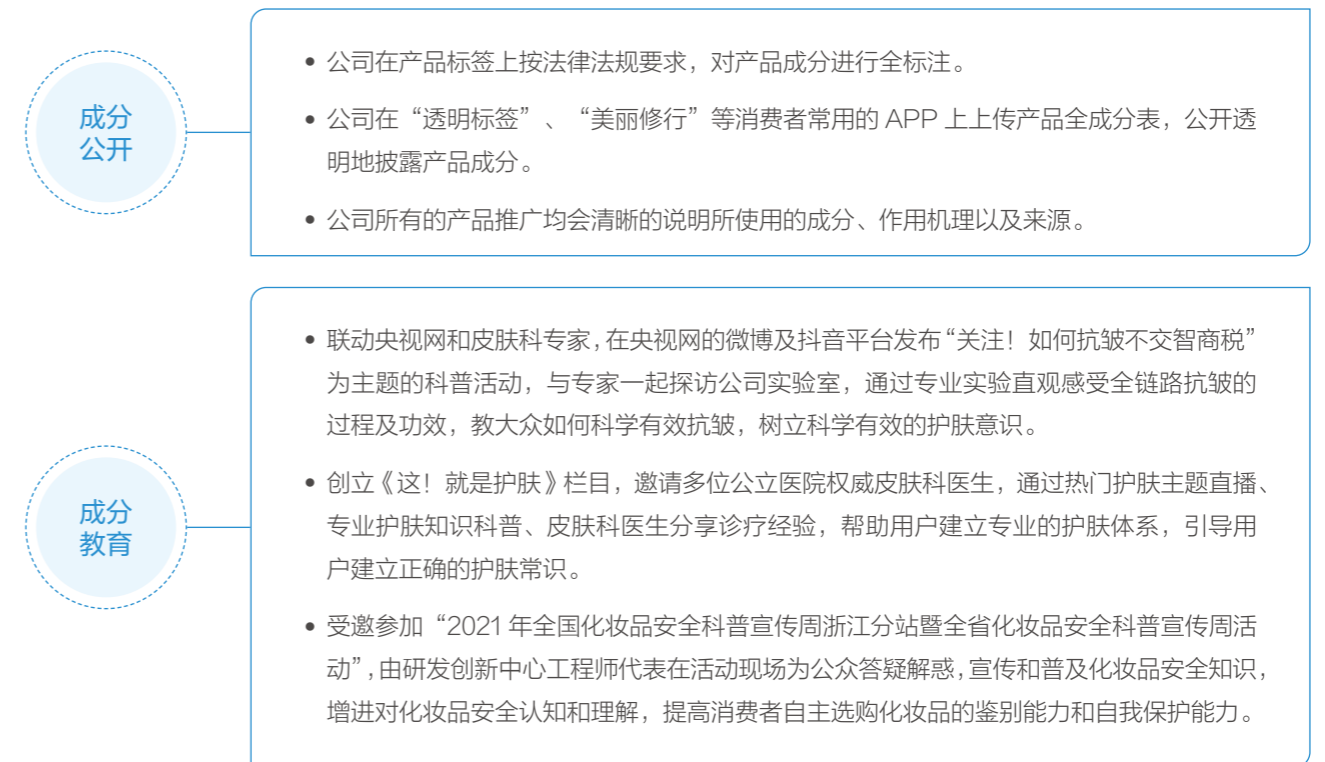 成分
公开
• 公司在产品标签上按法律法规要求，对产品成分进行全标注。
• 公司在“透明标签”、“美丽修行”等消费者常用的 APP 上上传产品全成分表，公开透
明地披露产品成分。
• 公司所有的产品推广均会清晰的说明所使用的成分、作用机理以及来源。
成分
教育
• 联动央视网和皮肤科专家，在央视网的微博及抖音平台发布“关注！如何抗皱不交智商税”
为主题的科普活动，与专家一起探访公司实验室，通过专业实验直观感受全链路抗皱的
过程及功效，教大众如何科学有效抗皱，树立科学有效的护肤意识。
• 创立《这！就是护肤》栏目，邀请多位公立医院权威皮肤科医生，通过热门护肤主题直播、
专业护肤知识科普、皮肤科医生分享诊疗经验，帮助用户建立专业的护肤体系，引导用
户建立正确的护肤常识。
• 受邀参加“2021 年全国化妆品安全科普宣传周浙江分站暨全省化妆品安全科普宣传周活
动”，由研发创新中心工程师代表在活动现场为公众答疑解惑，宣传和普及化妆品安全知识，
增进对化妆品安全认知和理解，提高消费者自主选购化妆品的鉴别能力和自我保护能力。